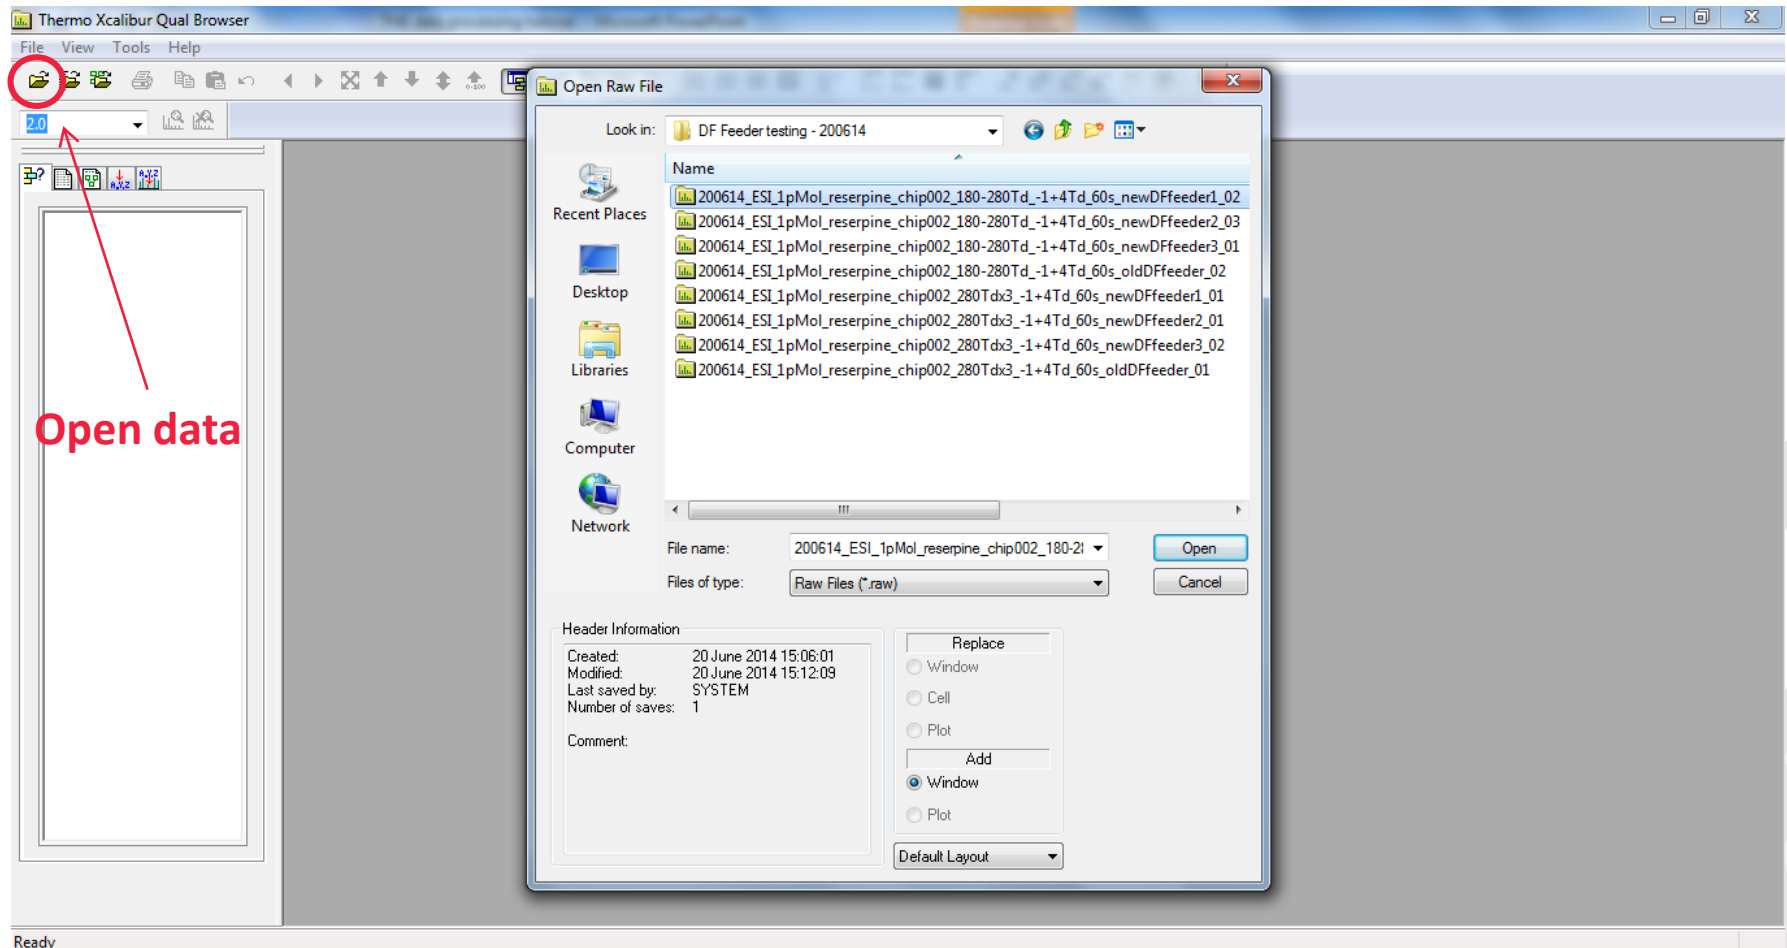 Thermo Xcalibur Qual Browser
File View Tools Help
2.0
Open data
Open Raw File
Look in: DF Feeder testing - 200614
Name
200614_ESI_1pMol_reserpine_chip002_180-280Td_-1+4Td_60s_newDFfeeder1_02
200614_ESI_1pMol_reserpine_chip002_180-280Td_-1+4Td_60s_newDFfeeder2_03
200614_ESI_1pMol_reserpine_chip002_180-280Td_-1+4Td_60s_newDFfeeder3_01
200614_ESI_1pMol_reserpine_chip002_180-280Td_-1+4Td_60s_oldDFfeeder_02
200614_ESI_1pMol_reserpine_chip002_280Tdx3_-1+4Td_60s_newDFfeeder1_01
200614_ESI_1pMol_reserpine_chip002_280Tdx3_-1+4Td_60s_newDFfeeder2_01
200614_ESI_1pMol_reserpine_chip002_280Tdx3_-1+4Td_60s_newDFfeeder3_02
200614_ESI_1pMol_reserpine_chip002_280Tdx3_-1+4Td_60s_oldDFfeeder_01
Recent Places
Desktop
Libraries
Computer
Network
File name: 200614_ESI_1pMol_reserpine_chip002_180-28 Open
Files of type: Raw Files (*.raw) Cancel
Header Information
Created: 20 June 2014 15:06:01
Modified: 20 June 2014 15:12:09
Last saved by: SYSTEM
Number of saves: 1
Comment:
Replace
Window
Cell
Plot
Add
Window
Plot
Default Layout
Ready